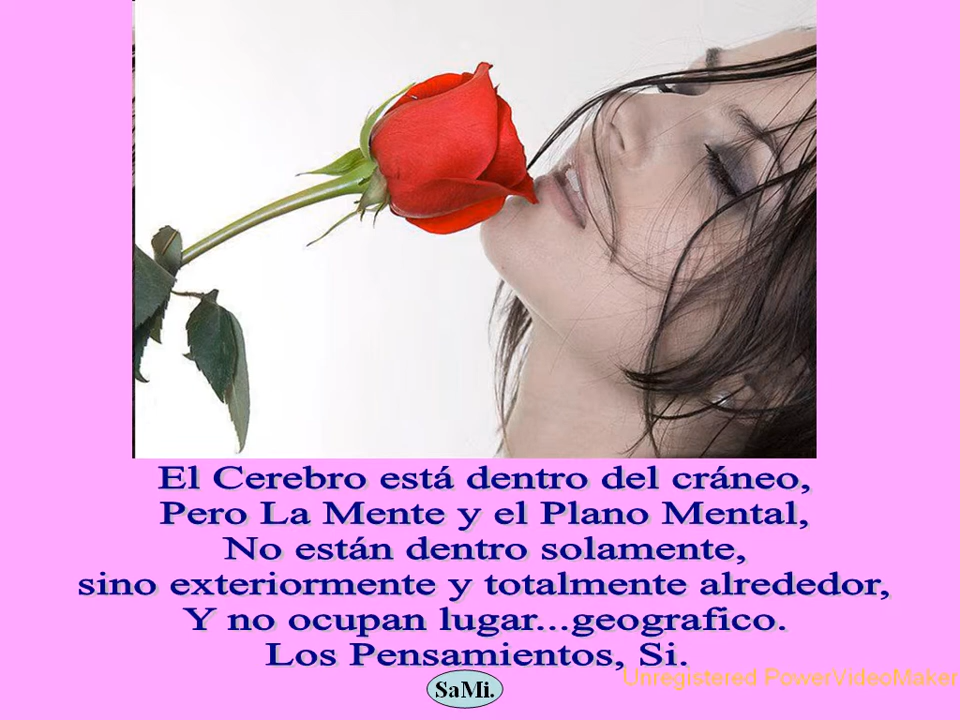 El Cerebro está dentro del cráneo,
Pero La Mente y el Plano Mental,
No están dentro solamente,
sino exteriormente y totalmente alrededor,
Y no ocupan lugar...geografico.
Los Pensamientos, Si.
Unregistered PowerVideoMaker
SaMi.